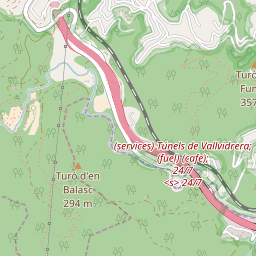 Turó
Fun
357
(services) Túnels de Vallvidrera;
(fuel) (cafe),
24/7
<s> 24/7
Turó d'en
Balasc
294 m